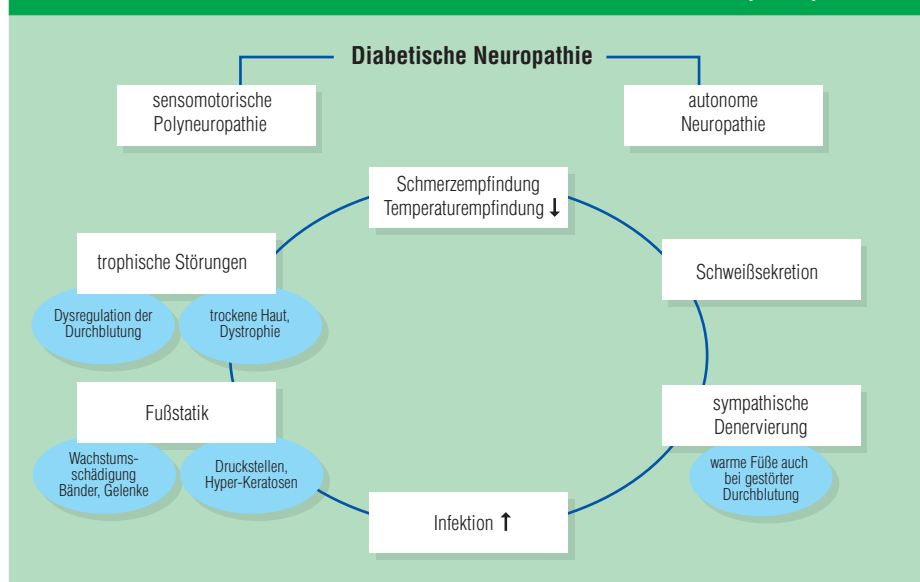 Diabetische Neuropathie
sensomotorische
Polyneuropathie
autonome
Neuropathie
Schmerzempfindung
Temperaturempfindung ↓
trophische Störungen
Dysregulation der
Durchblutung
trockene Haut,
Dystrophie
Schweißsekretion
Fußstatik
Wachstums-
schädigung
Bänder, Gelenke
Druckstellen,
Hyper-Keratosen
sympathische
Denervierung
warme Füße auch
bei gestörter
Durchblutung
Infektion ↑